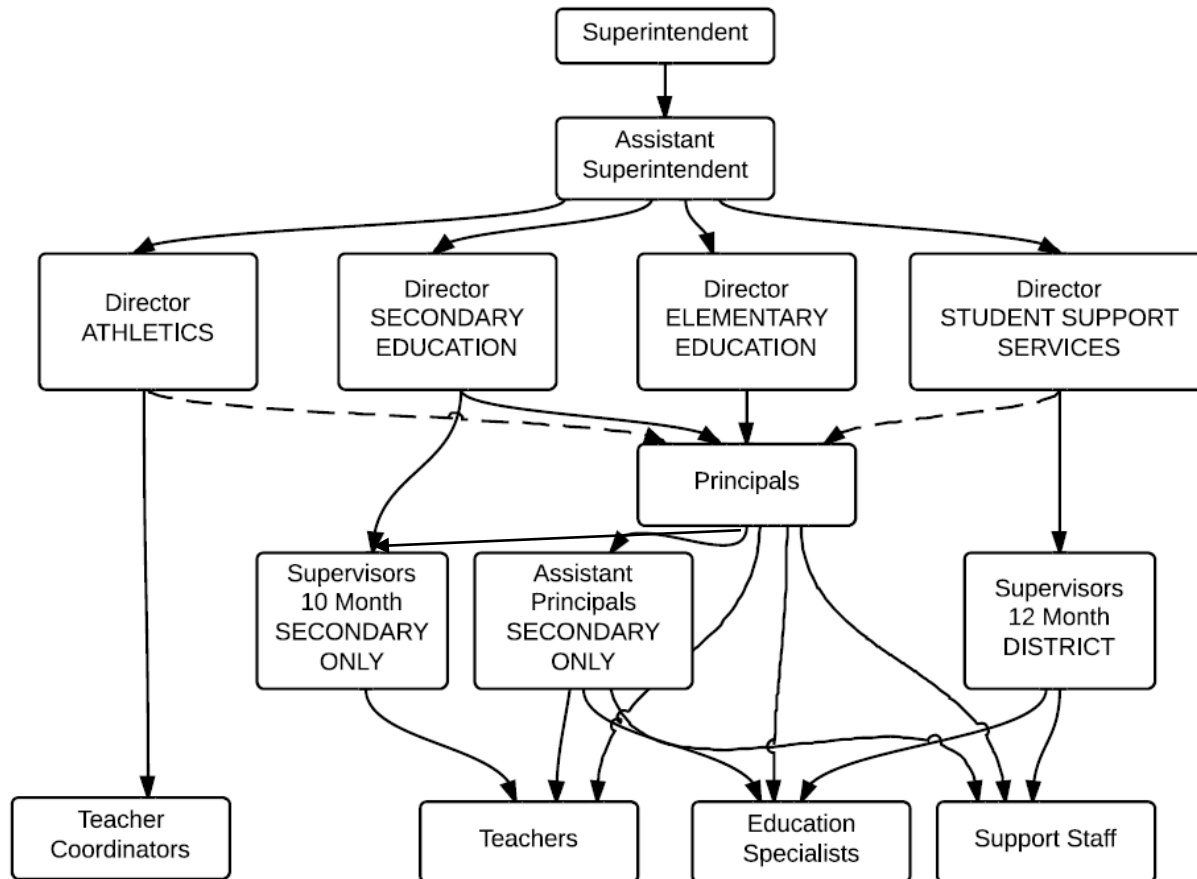 Superintendent
Assistant
Superintendent
Director
ATHLETICS
Director
SECONDARY
EDUCATION
Director
ELEMENTARY
EDUCATION
Director
STUDENT SUPPORT
SERVICES
Principals
Supervisors
10 Month
SECONDARY
ONLY
Assistant
Principals
SECONDARY
ONLY
Supervisors
12 Month
DISTRICT
Teacher
Coordinators
Teachers
Education
Specialists
Support Staff